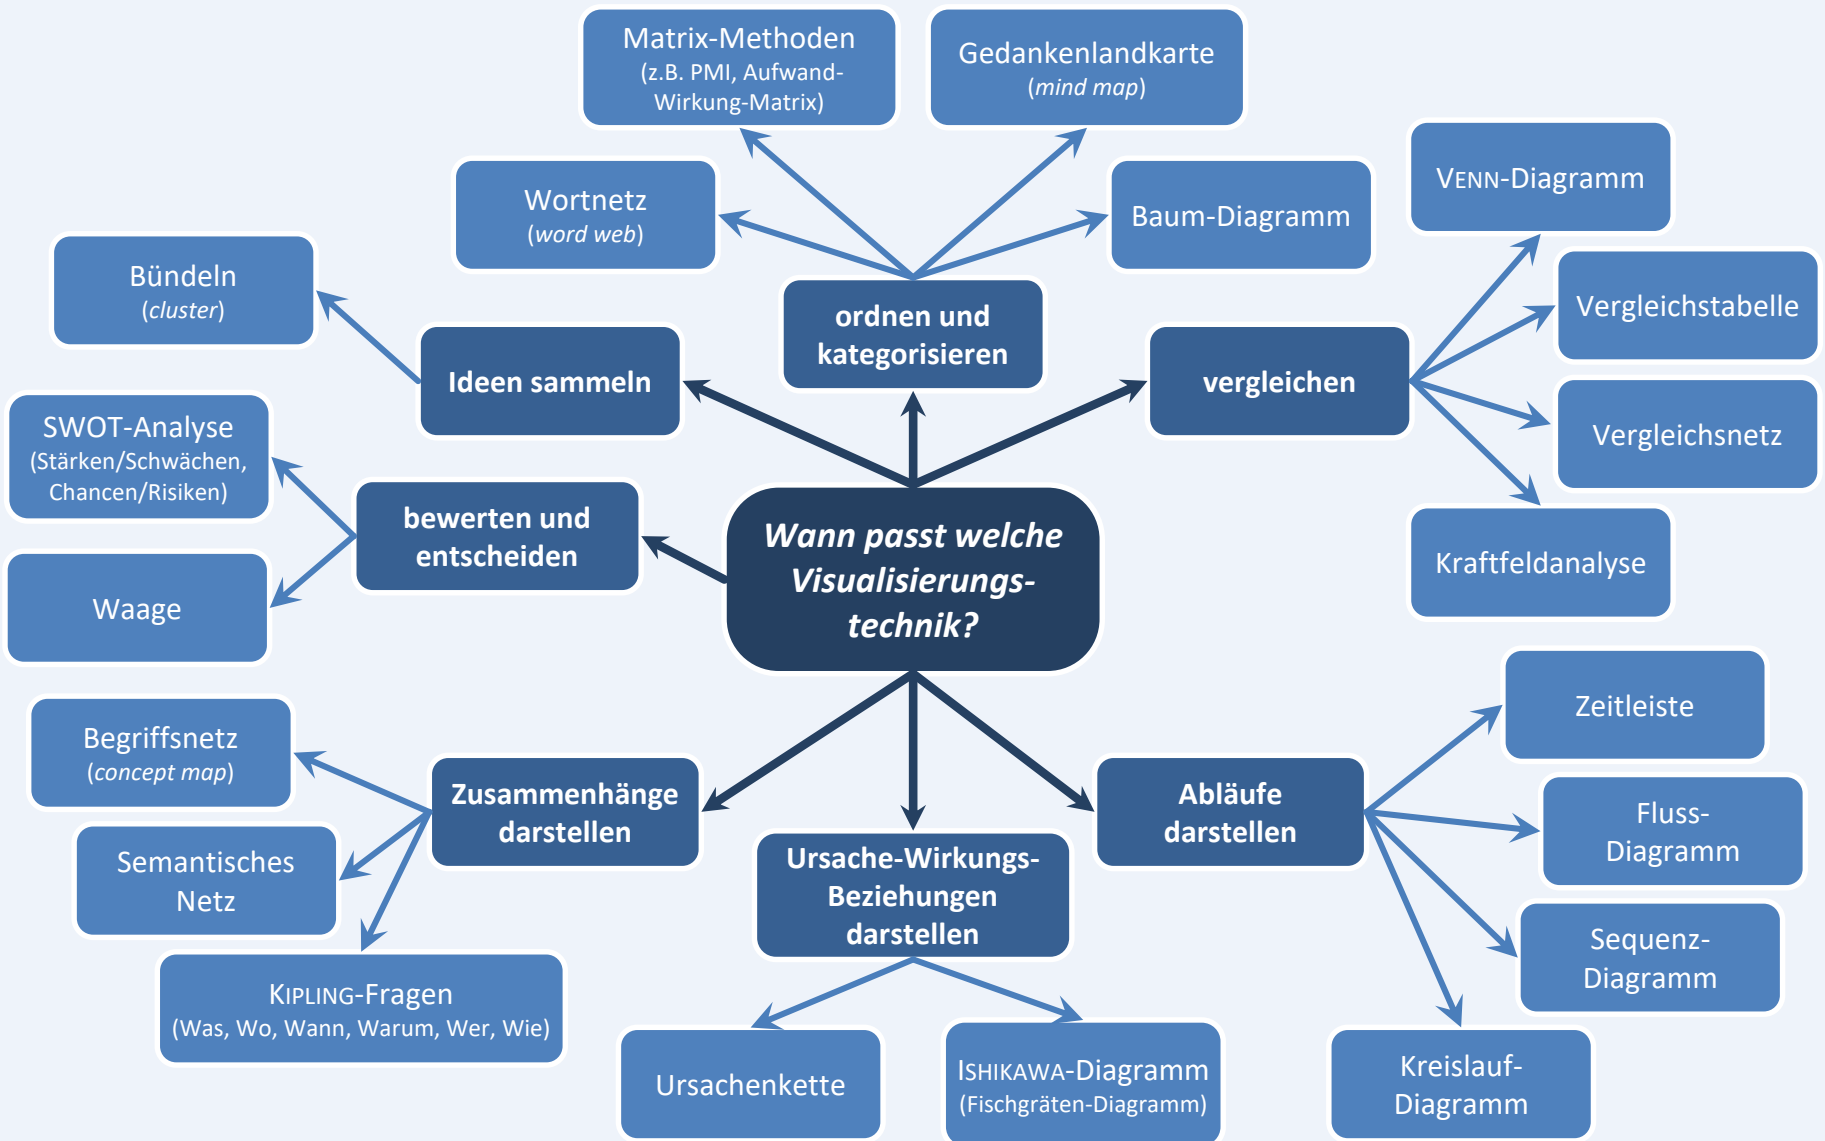 Matrix-Methoden
(z.B. PMI, Aufwand-
Wirkung-Matrix)
Gedankenlandkarte
(mind map)
Wortnetz
(word web)
Baum-Diagramm
VENN-Diagramm
Bündeln
(cluster)
Vergleichstabelle
ordnen und
kategorisieren
Ideen sammeln
vergleichen
SWOT-Analyse
(Stärken/Schwächen,
Chancen/Risiken)
Vergleichsnetz
bewerten und
entscheiden
Wann passt welche
Visualisierungs-
technik?
Kraftfeldanalyse
Waage
Zeitleiste
Begriffsnetz
(concept map)
Zusammenhänge
darstellen
Abläufe
darstellen
Fluss-
Diagramm
Semantisches
Netz
Ursache-Wirkungs-
Beziehungen
darstellen
Sequenz-
Diagramm
KIPLING-Fragen
(Was, Wo, Wann, Warum, Wer, Wie)
Ursachenkette
ISHIKAWA-Diagramm
(Fischgräten-Diagramm)
Kreislauf-
Diagramm